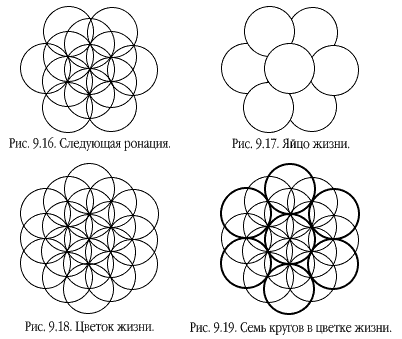 Рис. 9.16. Следующая ронация.
Рис. 9.17. Яйцо жизни.
Рис. 9.18. Цветок жизни.
Рис. 9.19. Семь кругов в цветке жизни.